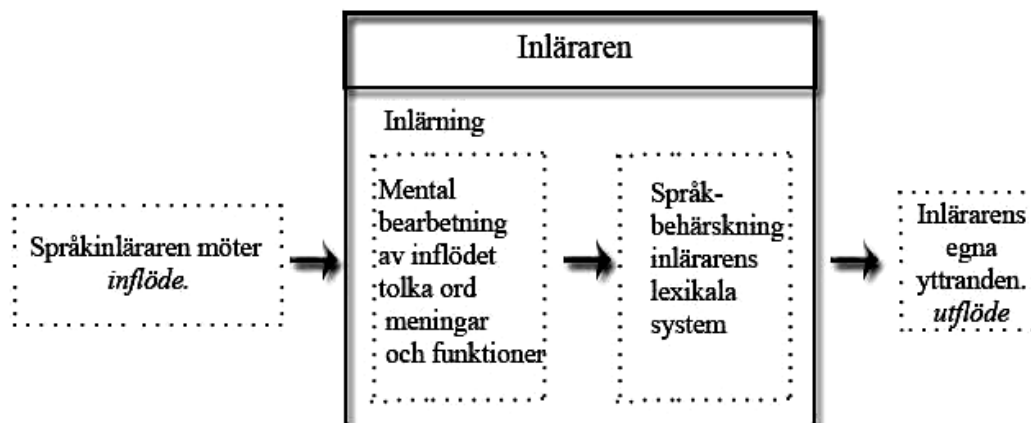 Inläraren
Inlärning
Språkinläraren möter
inflöde.
Mental
bearbetning
av inflödet
tolka ord
meningar
och funktioner
Språk-
behärskning
inlärarens
lexikala
system
Inlärarens
egna
yttranden.
utflöde